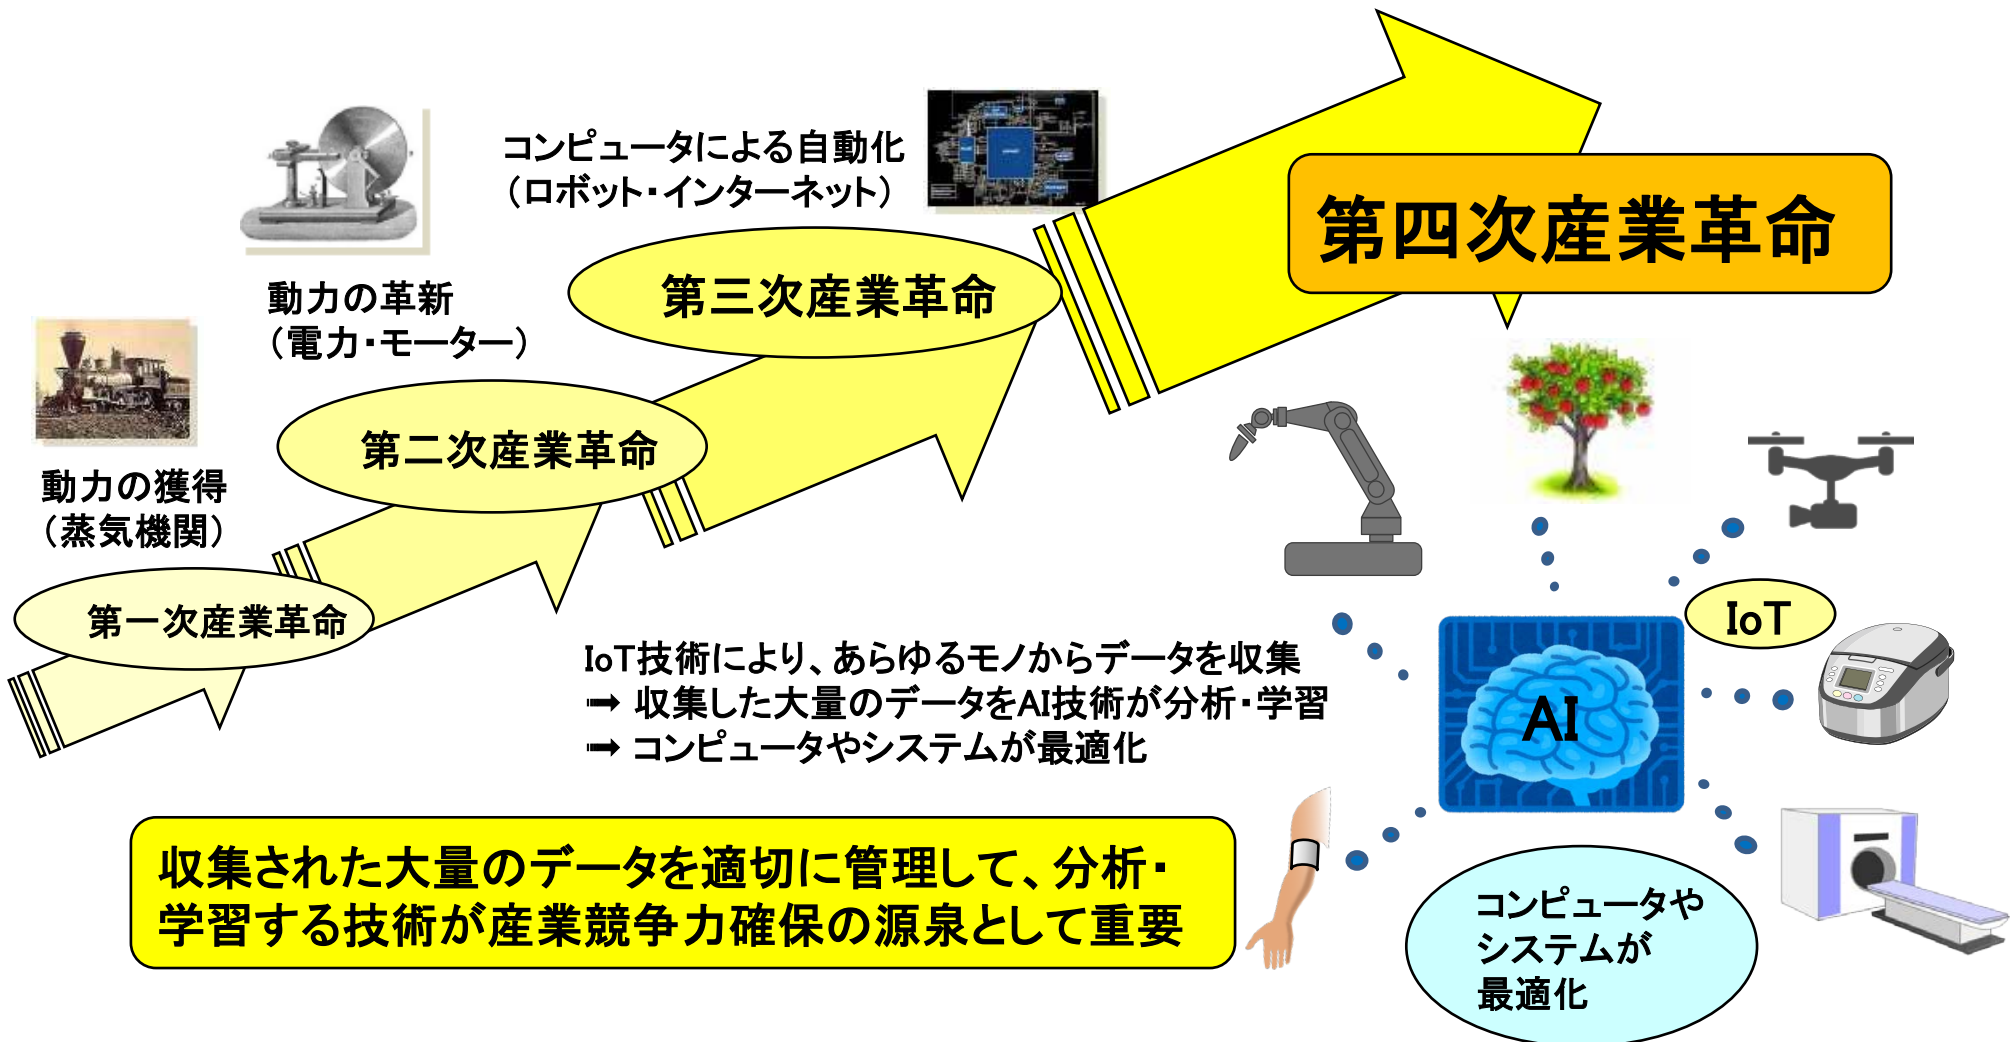 コンピュータによる自動化
（ロボット・インターネット）
第四次産業革命
第三次産業革命
動力の革新
（電力・モーター）
第二次産業革命
動力の獲得
（蒸気機関）
第一次産業革命
IoT技術により、あらゆるモノからデータを収集
➡ 収集した大量のデータをAI技術が分析・学習
➡ コンピュータやシステムが最適化
IoT
AI
収集された大量のデータを適切に管理して、分析・
学習する技術が産業競争力確保の源泉として重要
コンピュータや
システムが
最適化